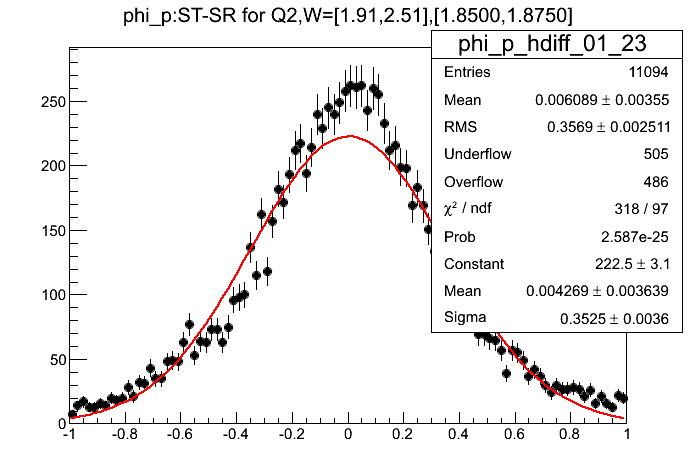 phi_p:ST-SR for Q2,W=[1.91,2.51],[1.8500,1.8750]
phi_p_hdiff_01_23
Entries 11094
Mean 0.006089 ± 0.00355
RMS 0.3569 ± 0.002511
Underflow 505
Overflow 486
χ² / ndf 318 / 97
Prob 2.587e-25
Constant 222.5 ± 3.1
Mean 0.004269 ± 0.003639
Sigma 0.3525 ± 0.0036
250
200
150
100
50
0
-1 -0.8 -0.6 -0.4 -0.2 0 0.2 0.4 0.6 0.8 1